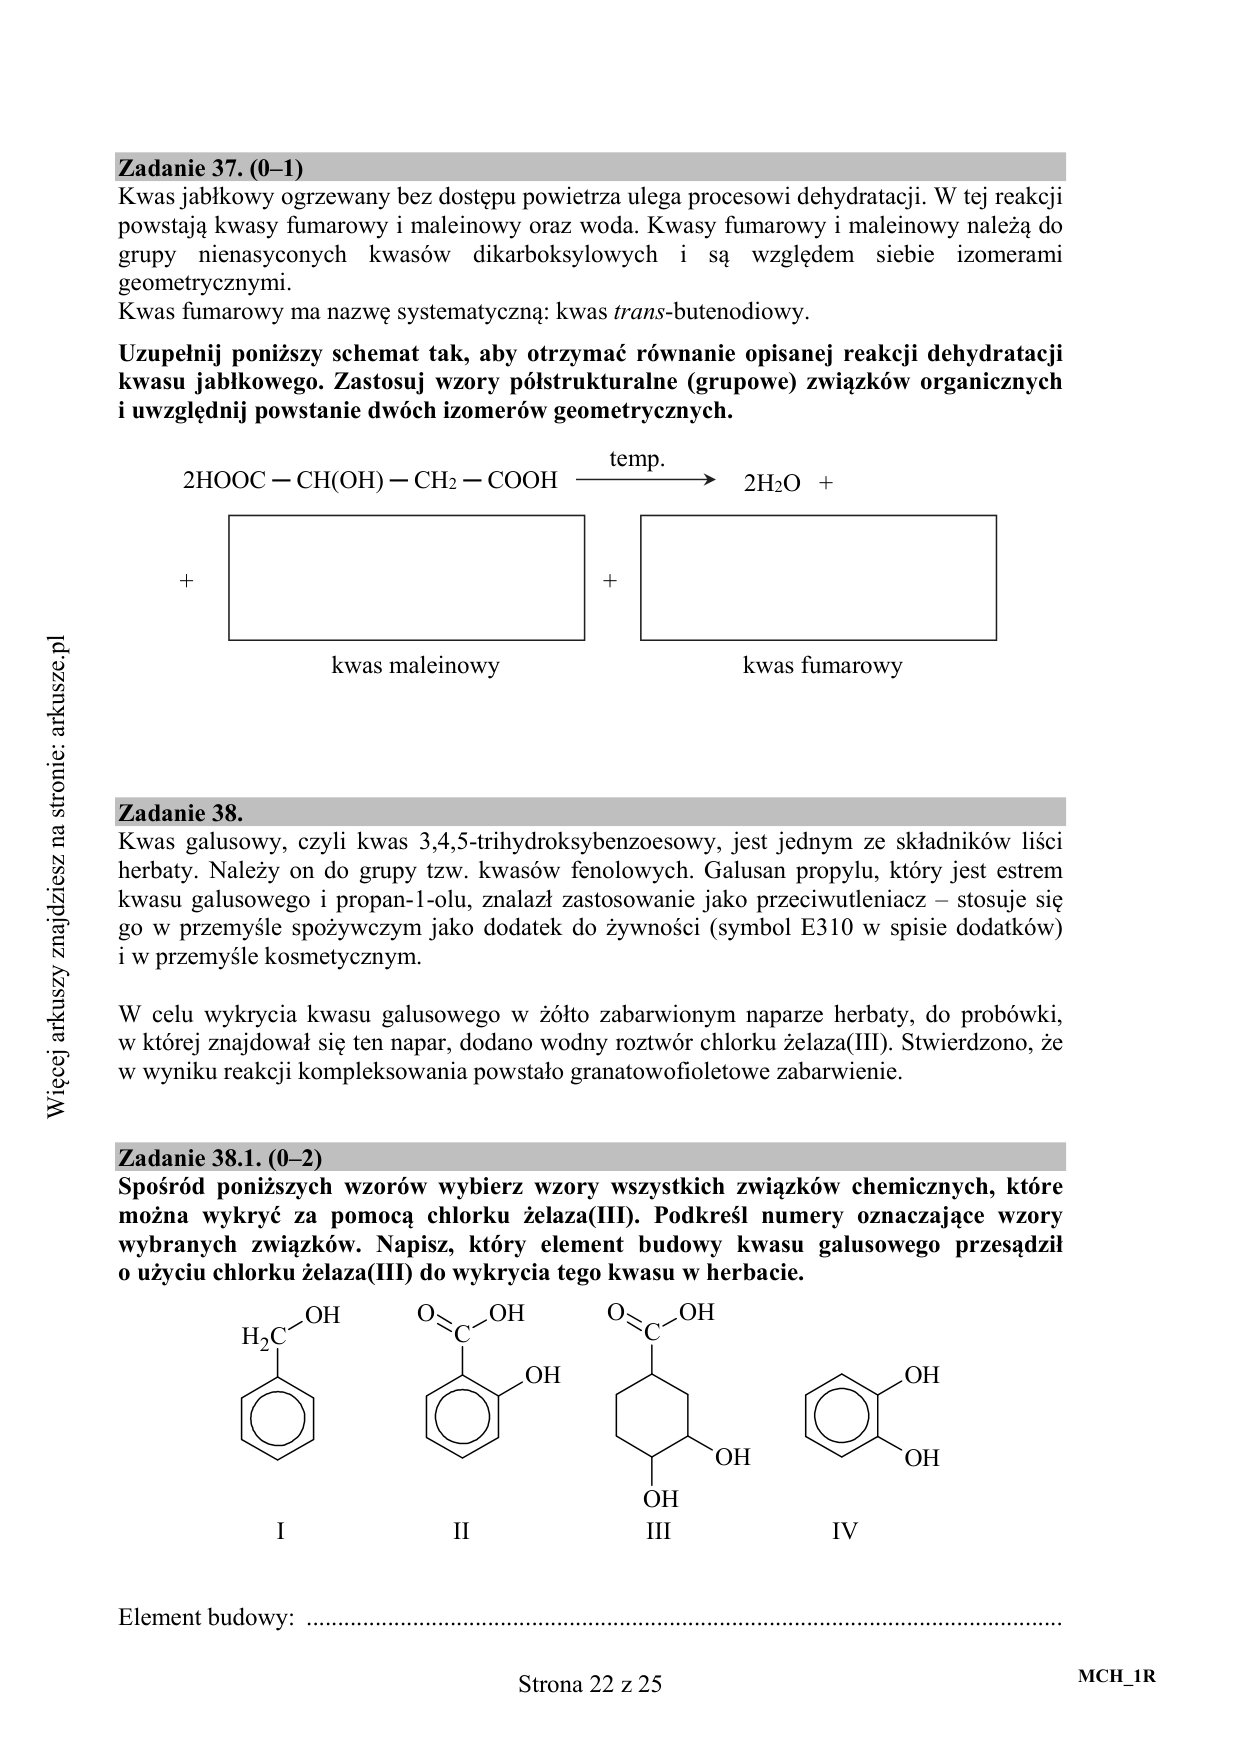 Zadanie 37. (0–1)
Kwas jabłkowy ogrzewany bez dostępu powietrza ulega procesowi dehydratacji. W tej reakcji
powstają kwasy fumarowy i maleinowy oraz woda. Kwasy fumarowy i maleinowy należą do
grupy nienasyconych kwasów dikarboksylowych i są względem siebie izomerami
geometrycznymi.
Kwas fumarowy ma nazwę systematyczną: kwas trans-butenodiowy.
Uzupełnij poniższy schemat tak, aby otrzymać równanie opisanej reakcji dehydratacji
kwasu jabłkowego. Zastosuj wzory półstrukturalne (grupowe) związków organicznych
i uwzględnij powstanie dwóch izomerów geometrycznych.
temp.
2HOOC – CH(OH) – CH2 – COOH → 2H2O +
+ +
kwas maleinowy kwas fumarowy
Zadanie 38.
Kwas galusowy, czyli kwas 3,4,5-trihydroksybenzoesowy, jest jednym ze składników liści
herbaty. Należy on do grupy tzw. kwasów fenolowych. Galusan propylu, który jest estrem
kwasu galusowego i propan-1-olu, znalazł zastosowanie jako przeciwutleniacz – stosuje się
go w przemyśle spożywczym jako dodatek do żywności (symbol E310 w spisie dodatków)
i w przemyśle kosmetycznym.
W celu wykrycia kwasu galusowego w żółto zabarwionym naparze herbaty, do probówki,
w której znajdował się ten napar, dodano wodny roztwór chlorku żelaza(III). Stwierdzono, że
w wyniku reakcji kompleksowania powstało granatowofioletowe zabarwienie.
Zadanie 38.1. (0–2)
Spośród poniższych wzorów wybierz wzory wszystkich związków chemicznych, które
można wykryć za pomocą chlorku żelaza(III). Podkreśl numery oznaczające wzory
wybranych związków. Napisz, który element budowy kwasu galusowego przesądził
o użyciu chlorku żelaza(III) do wykrycia tego kwasu w herbacie.
OH O OH O OH
H2C C C
OH OH
OH OH
OH
I II III IV
Element budowy: ........................................................................................................................
Strona 22 z 25
MCH_1R
Więcej arkuszy znajdziesz na stronie: arkusze.pl